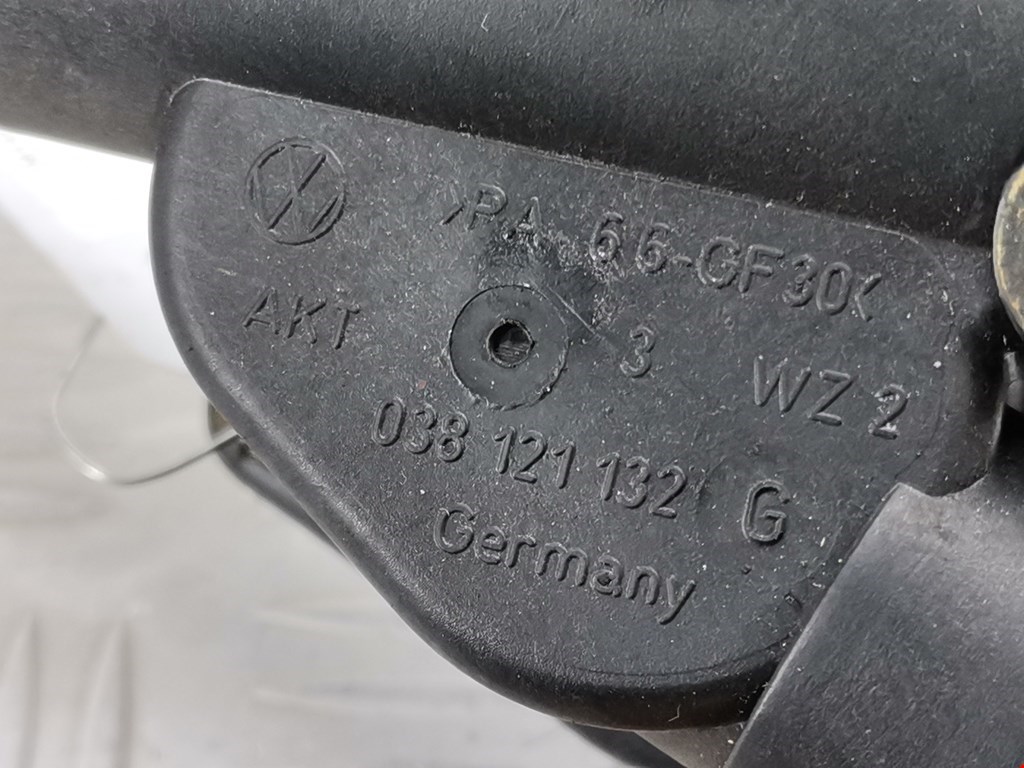 >PA 66-GF30<
AKT 3 WZ 2
038 121 132 G
Germany